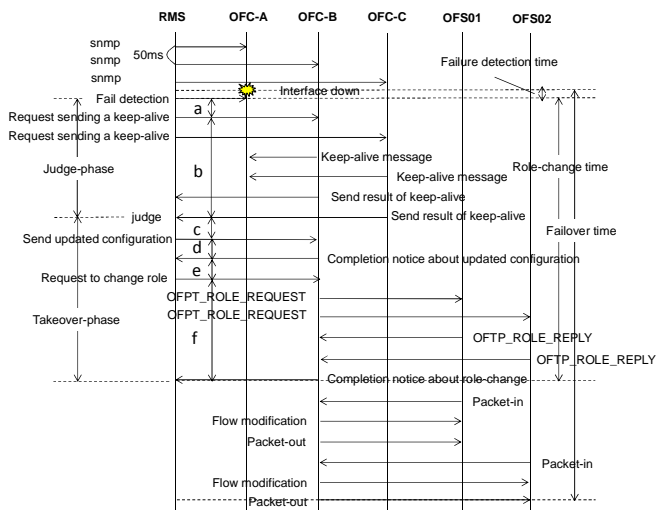 RMS OFC-A OFC-B OFC-C OFS01 OFS02
snmp
50ms
snmp
Failure detection time
snmp
Interface down
Fail detection
a
Request sending a keep-alive
Request sending a keep-alive
Keep-alive message
Judge-phase
b
Role-change time
Keep-alive message
Send result of keep-alive
judge
Send result of keep-alive
Failover time
c
Send updated configuration
d
Completion notice about updated configuration
e
Request to change role
OFPT_ROLE_REQUEST
OFPT_ROLE_REQUEST
Takeover-phase
f
OFTP_ROLE_REPLY
OFTP_ROLE_REPLY
Completion notice about role-change
Packet-in
Flow modification
Packet-out
Packet-in
Flow modification
Packet-out